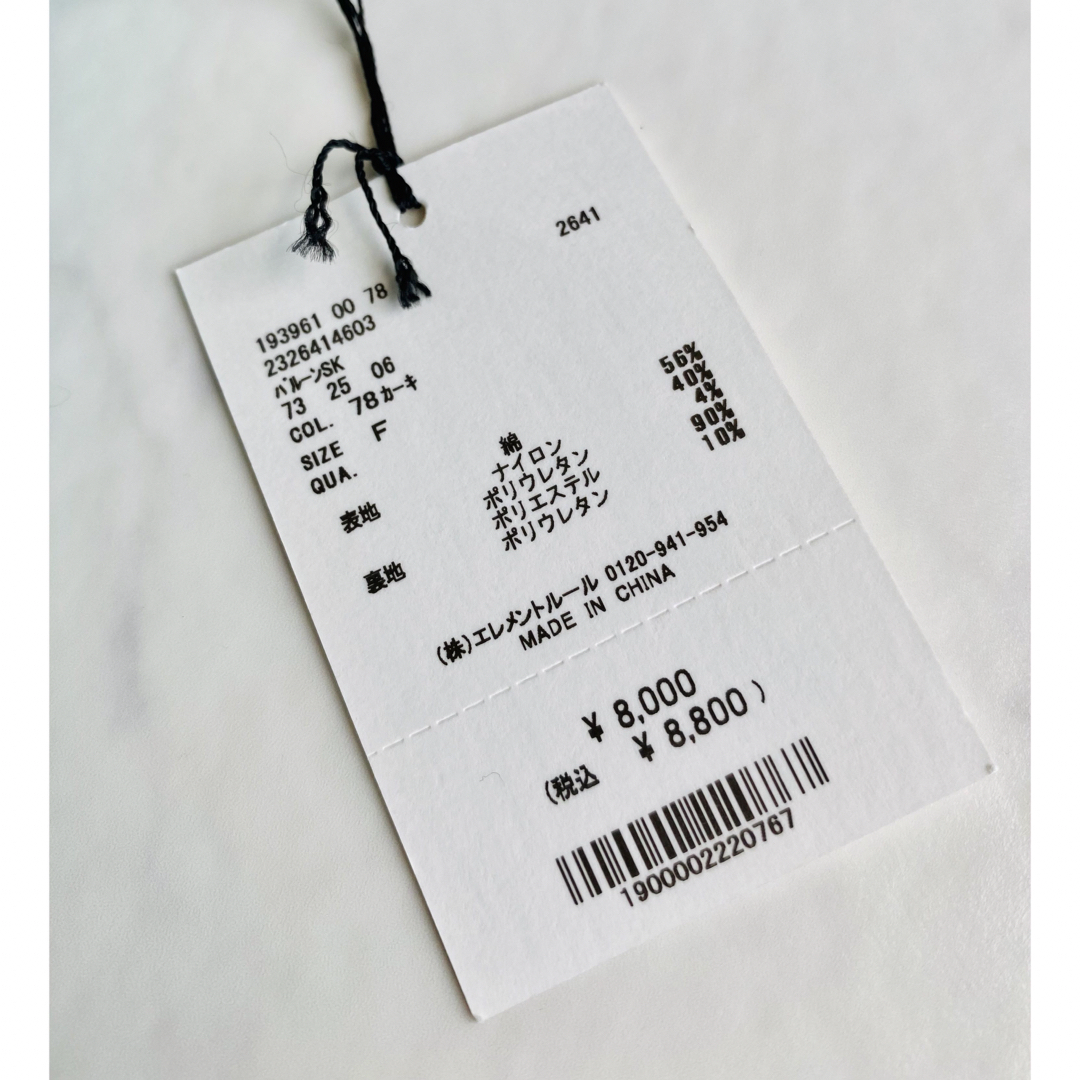 2641
193961 00 78
2326414603
ﾊﾞﾙｰﾝSK
73 25 06
COL. 78ｶｰｷ
SIZE F
QUA.
表地 綿 56%
ナイロン 40%
ポリウレタン 4%
裏地 ポリエステル 90%
ポリウレタン 10%
(株)エレメントルール 0120-941-954
MADE IN CHINA
¥ 8,000
(税込 ¥ 8,800 )
1900002220767